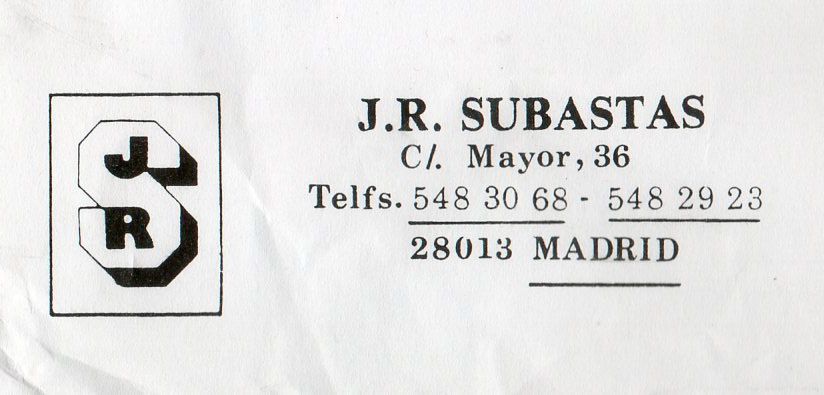 J
R
J.R. SUBASTAS
C/. Mayor, 36
Telfs. 548 30 68 - 548 29 23
28013 MADRID